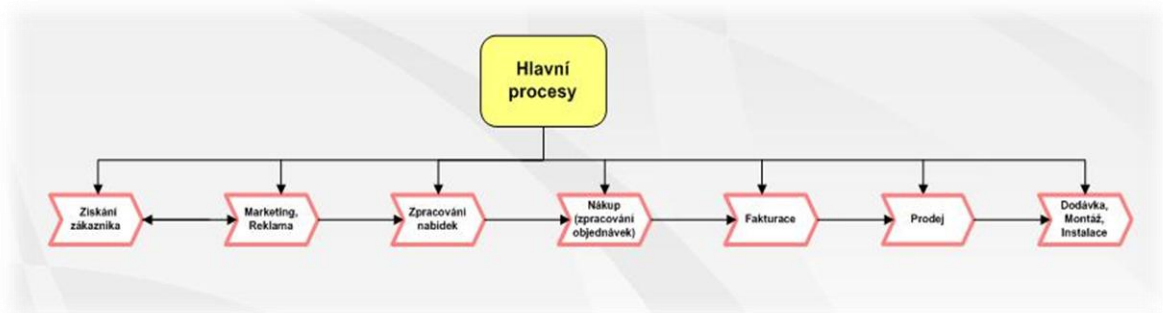 Hlavní
procesy
Získání
zákazníka
Marketing,
Reklama
Zpracování
nabídek
Nákup
(zpracování
objednávek)
Fakturace
Prodej
Dodávka,
Montáž,
Instalace